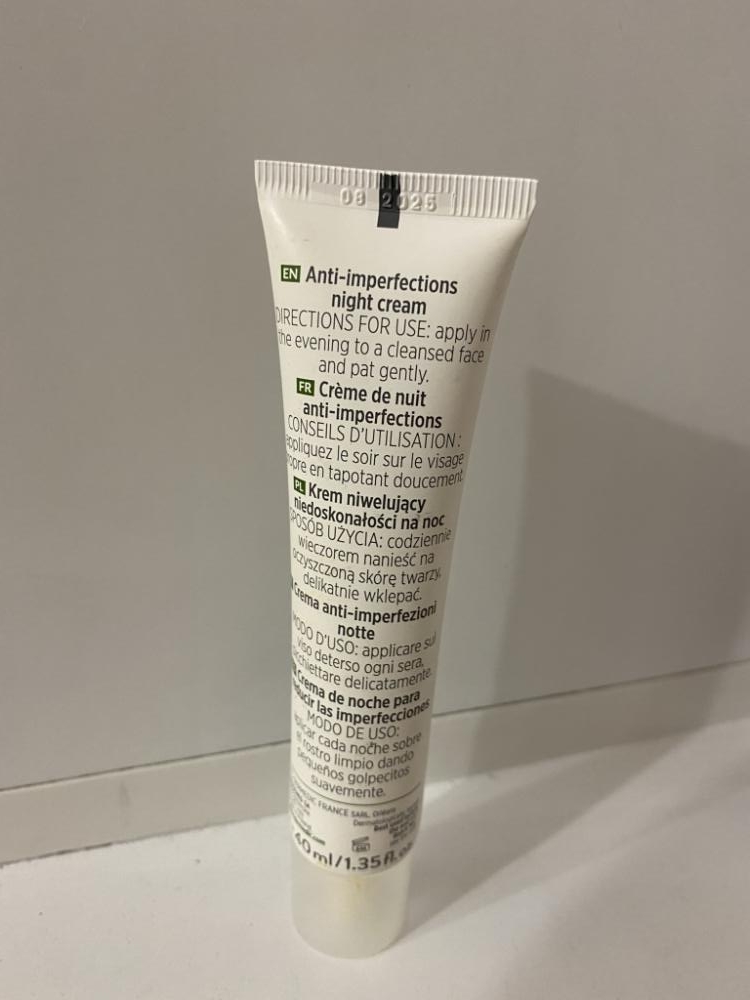 09 2025
EN Anti-imperfections
night cream
DIRECTIONS FOR USE: apply in
the evening to a cleansed face
and pat gently.
FR Crème de nuit
anti-imperfections
CONSEILS D'UTILISATION :
appliquez le soir sur le visage
propre en tapotant doucement.
PL Krem niwelujący
niedoskonałości na noc
SPOSÓB UŻYCIA: codziennie
wieczorem nanieść na
oczyszczoną skórę twarzy,
delikatnie wklepać.
Crema anti-imperfezioni
notte
MODO D'USO: applicare sul
viso deterso ogni sera,
picchiettare delicatamente.
Crema de noche para
reducir las imperfecciones
MODO DE USO:
aplicar cada noche sobre
el rostro limpio dando
pequeños golpecitos
suavemente.
FRANCE SARL,
40 ml/1.35 fl.